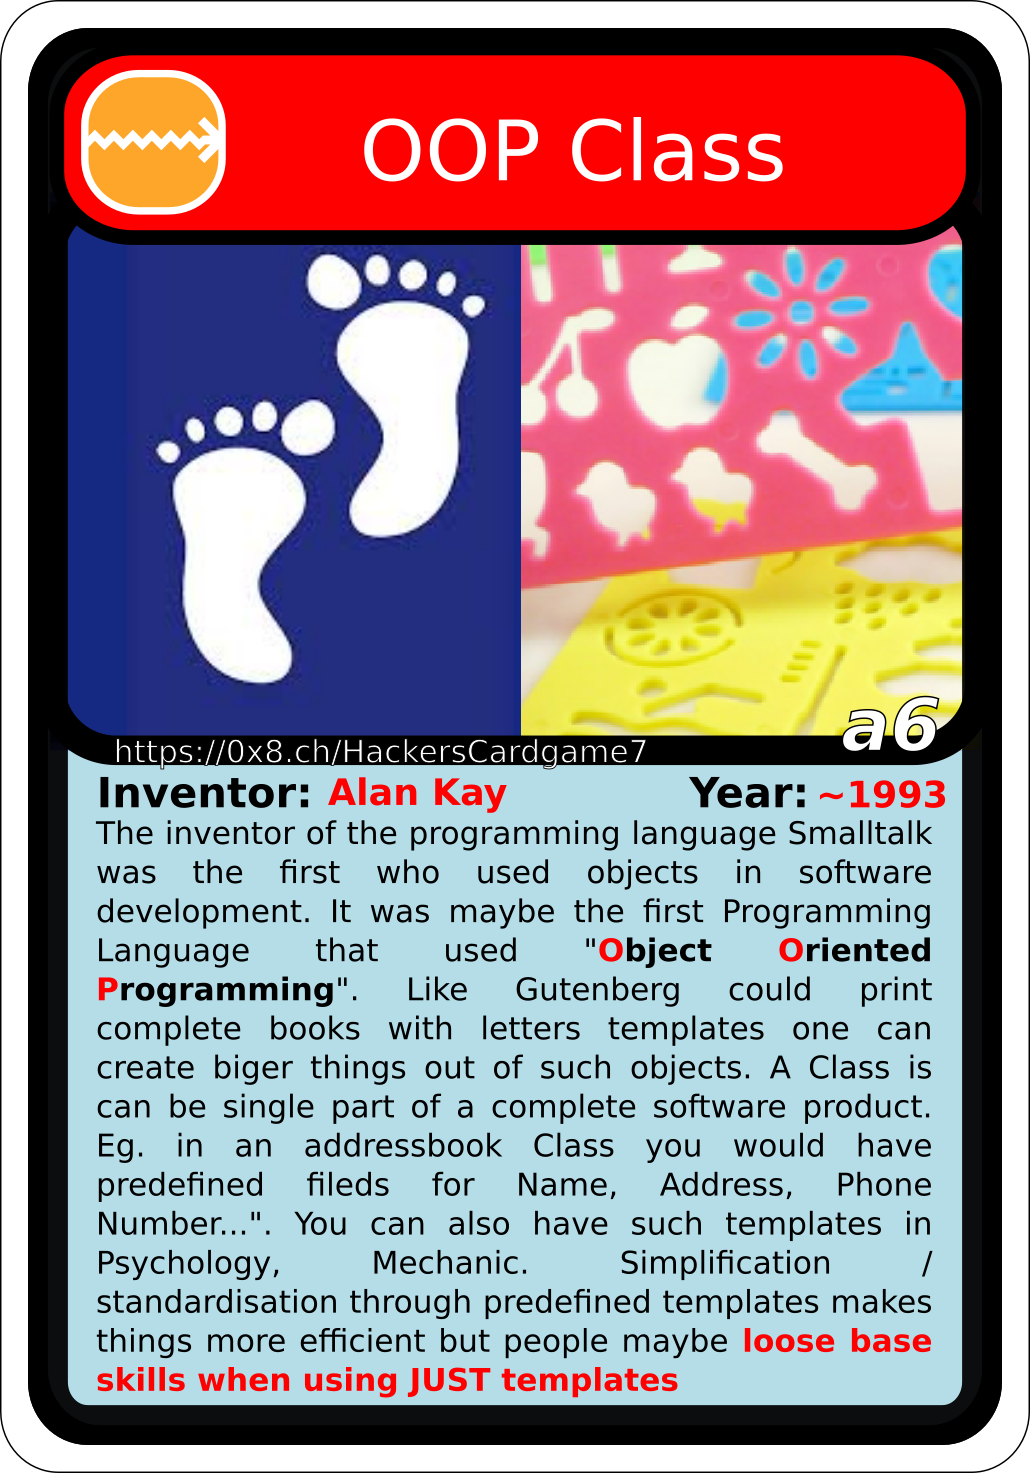 OOP Class
a6
https://0x8.ch/HackersCardgame7
Inventor: Alan Kay Year: ~1993
The inventor of the programming language Smalltalk
was the first who used objects in software
development. It was maybe the first Programming
Language that used "Object Oriented
Programming". Like Gutenberg could print
complete books with letters templates one can
create biger things out of such objects. A Class is
can be single part of a complete software product.
Eg. in an addressbook Class you would have
predefined fileds for Name, Address, Phone
Number...". You can also have such templates in
Psychology, Mechanic. Simplification /
standardisation through predefined templates makes
things more efficient but people maybe loose base
skills when using JUST templates